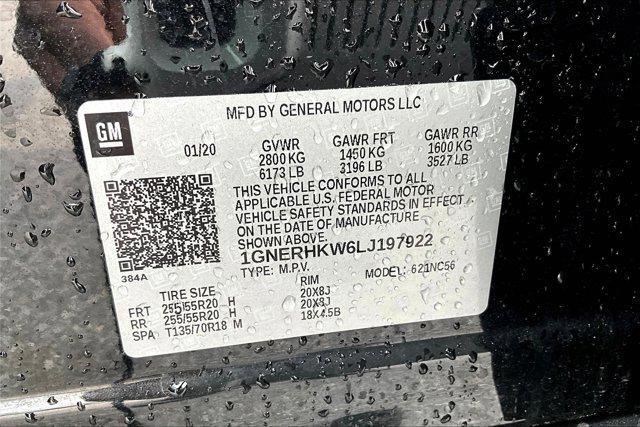 MFD BY GENERAL MOTORS LLC
GM
01/20
GVWR GAWR FRT GAWR RR
2800 KG 1450 KG 1600 KG
6173 LB 3196 LB 3527 LB
THIS VEHICLE CONFORMS TO ALL
APPLICABLE U.S. FEDERAL MOTOR
VEHICLE SAFETY STANDARDS IN EFFECT
ON THE DATE OF MANUFACTURE
SHOWN ABOVE.
1GNERHKW6LJ197922
384A
TYPE: M.P.V. MODEL: 621NC56
TIRE SIZE RIM
FRT 255/55R20 H 20X8J
RR 255/55R20 H 20X8J
SPA T135/70R18 M 18X4.5B